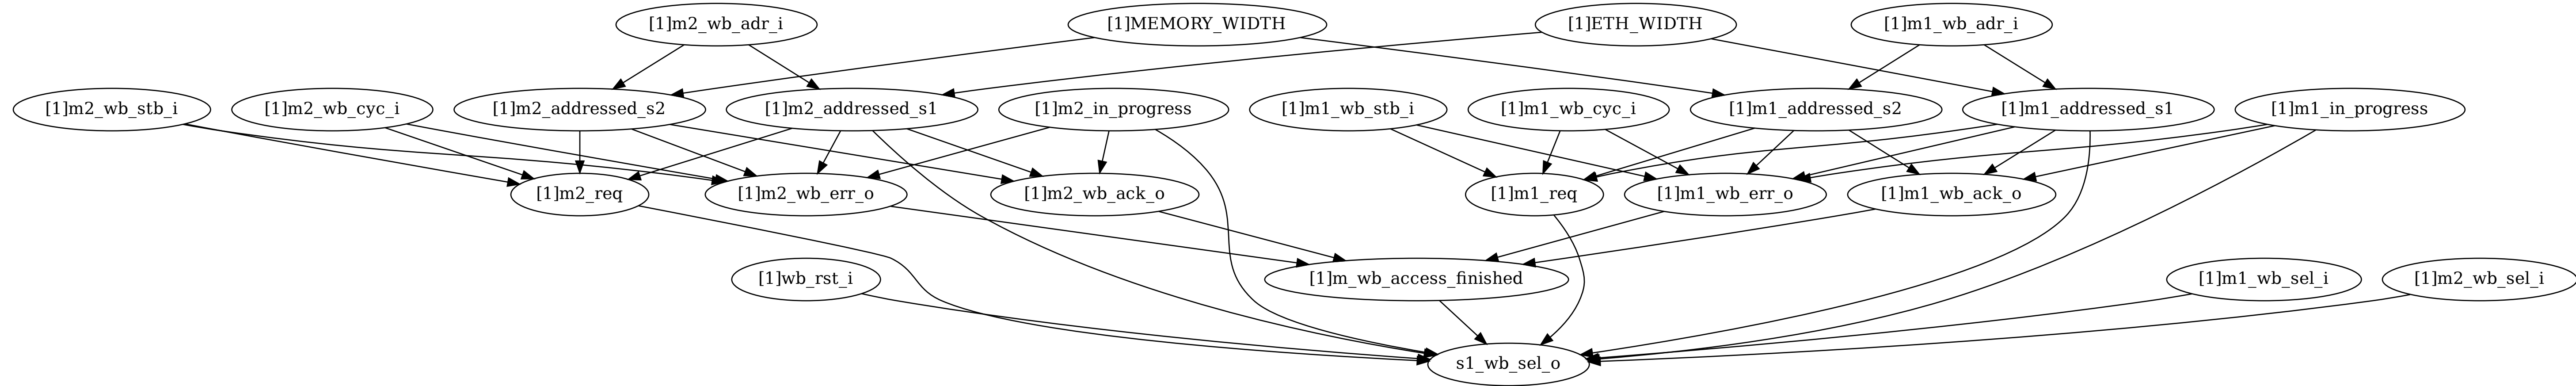 [1]m2_wb_adr_i
[1]MEMORY_WIDTH
[1]ETH_WIDTH
[1]m1_wb_adr_i
[1]m2_wb_stb_i
[1]m2_wb_cyc_i
[1]m2_addressed_s2
[1]m2_addressed_s1
[1]m2_in_progress
[1]m1_wb_stb_i
[1]m1_wb_cyc_i
[1]m1_addressed_s2
[1]m1_addressed_s1
[1]m1_in_progress
[1]m2_req
[1]m2_wb_err_o
[1]m2_wb_ack_o
[1]m1_req
[1]m1_wb_err_o
[1]m1_wb_ack_o
[1]wb_rst_i
[1]m_wb_access_finished
[1]m1_wb_sel_i
[1]m2_wb_sel_i
s1_wb_sel_o